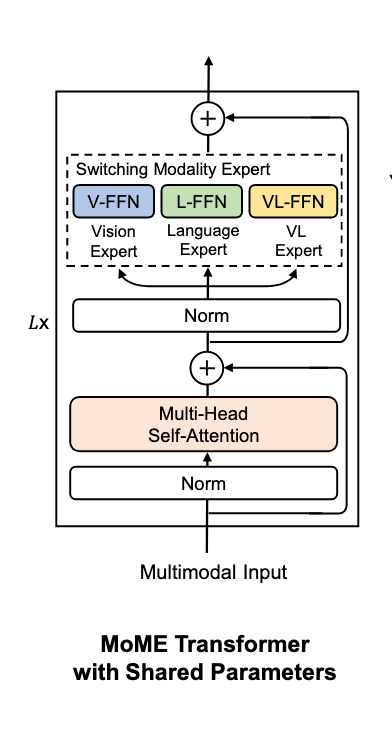 Switching Modality Expert
V-FFN L-FFN VL-FFN
Vision Expert
Language Expert
VL Expert
Norm
Lx
Multi-Head
Self-Attention
Norm
Multimodal Input
MoME Transformer
with Shared Parameters